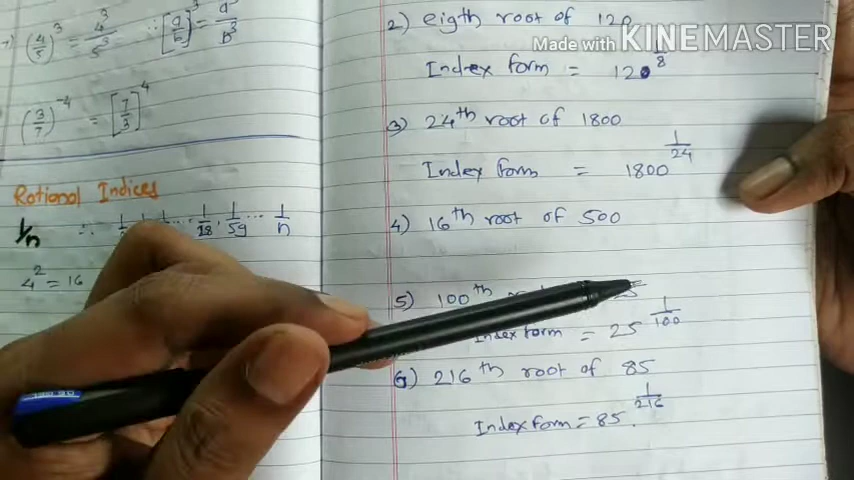 (4/5)³ = 4³/5³ ∵ [a/b]³ = a³/b³
(3/7)⁻⁴ = [7/3]⁴
Rational Indices
1/n ∴ 1/18, 1/59 ... 1/n
4² = 16
2) eigth root of 120
Made with KINEMASTER
Index form = 120^1/8
3) 24th root of 1800
Index form = 1800^1/24
4) 16th root of 500
5) 100th
Index form = 25^1/100
6) 216th root of 85
Index form = 85^1/216.